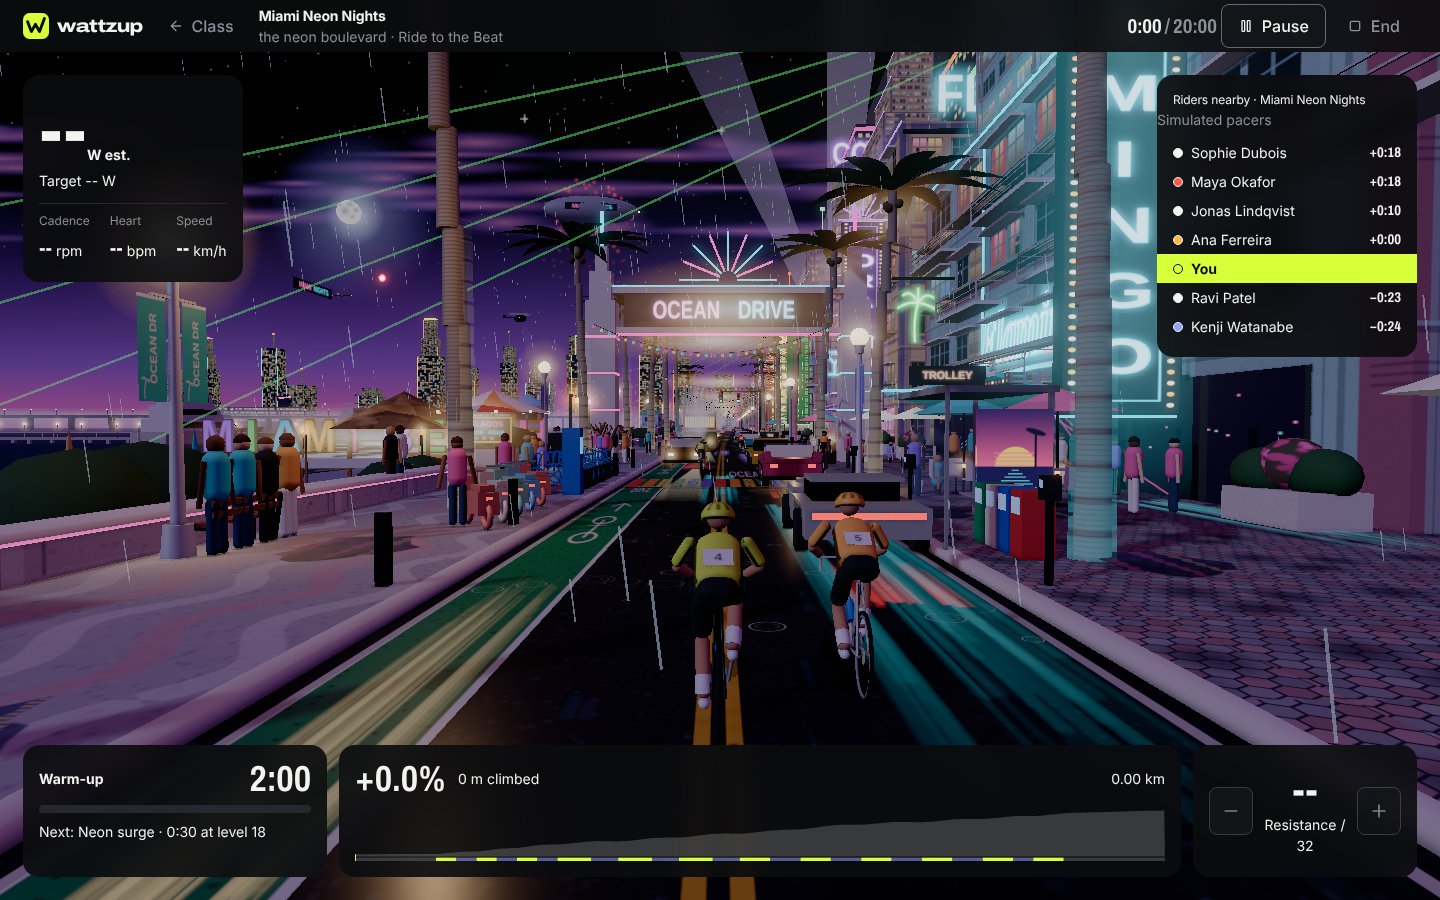 wattzup
Class
Miami Neon Nights
the neon boulevard · Ride to the Beat
0:00 / 20:00
Pause
End
-- W est.
Target -- W
Cadence Heart Speed
-- rpm -- bpm -- km/h
Riders nearby · Miami Neon Nights
Simulated pacers
Sophie Dubois +0:18
Maya Okafor +0:18
Jonas Lindqvist +0:10
Ana Ferreira +0:00
You
Ravi Patel −0:23
Kenji Watanabe −0:24
FLAMINGO
OCEAN DR
OCEAN DR
OCEAN DRIVE
TROLLEY
MIAMI
4
5
Warm-up 2:00
Next: Neon surge · 0:30 at level 18
+0.0% 0 m climbed 0.00 km
--
Resistance /
32